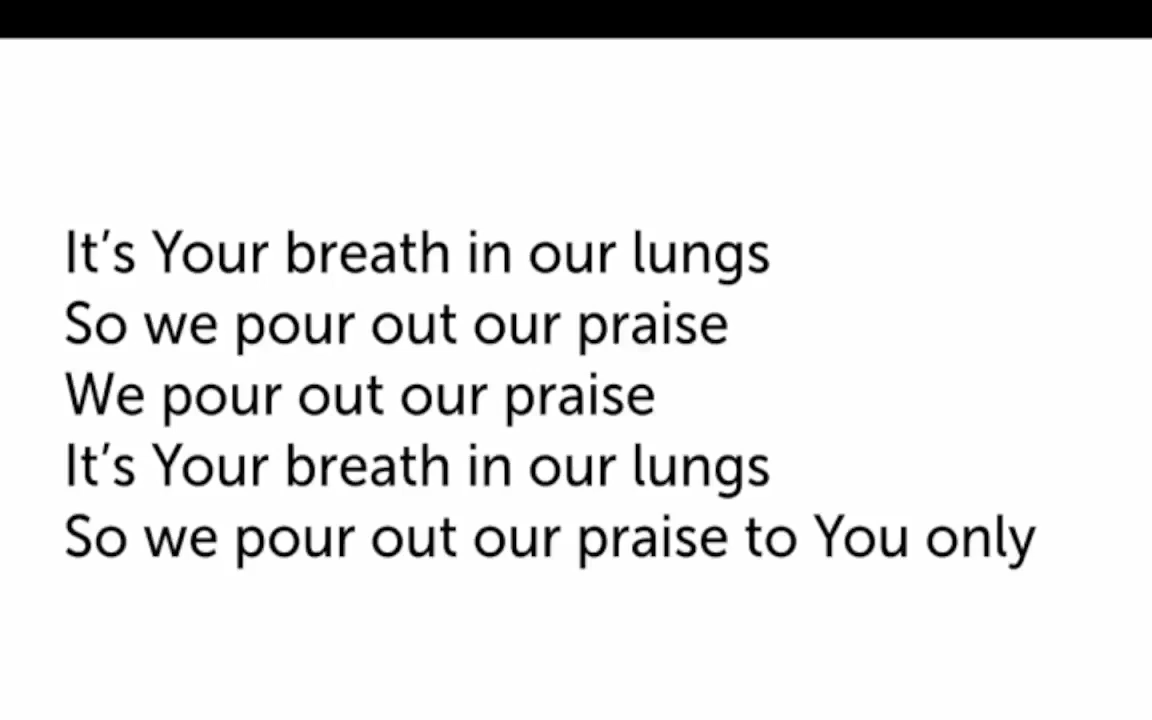 It's Your breath in our lungs
So we pour out our praise
We pour out our praise
It's Your breath in our lungs
So we pour out our praise to You only